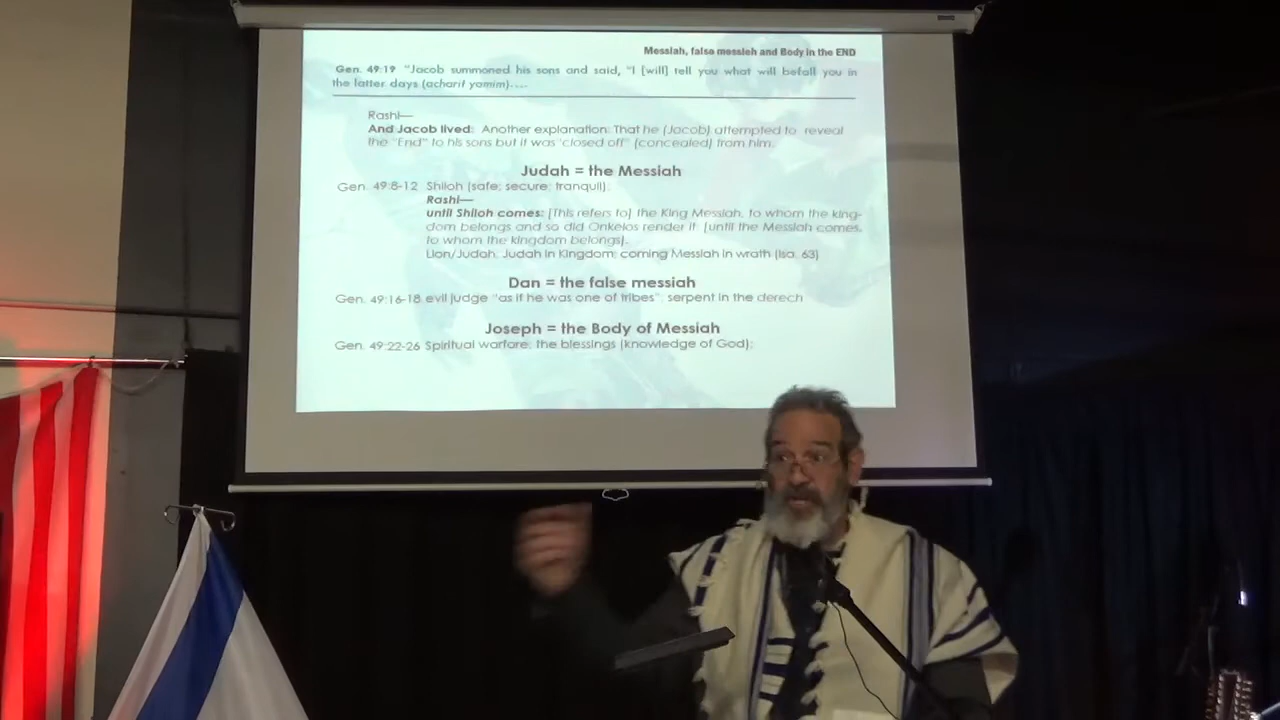 Messiah, false messieh and Body in the END
Gen. 49:19 "Jacob summoned his sons and said, "I [will] tell you what will befall you in
the latter days (acharit yamim)....
Rashi—
And Jacob lived: Another explanation: That he (Jacob) attempted to reveal
the "End" to his sons but it was "closed off" (concealed) from him.
Judah = the Messiah
Gen. 49:8-12 Shiloh (safe; secure; tranquil);
Rashi—
until Shiloh comes: [This refers to] the King Messiah, to whom the king-
dom belongs and so did Onkelos render it: [until the Messiah comes,
to whom the kingdom belongs].
Lion/Judah; Judah in Kingdom; coming Messiah in wrath (Isa. 63)
Dan = the false messiah
Gen. 49:16-18 evil judge "as if he was one of tribes"; serpent in the derech
Joseph = the Body of Messiah
Gen. 49:22-26 Spiritual warfare; the blessings (knowledge of God);